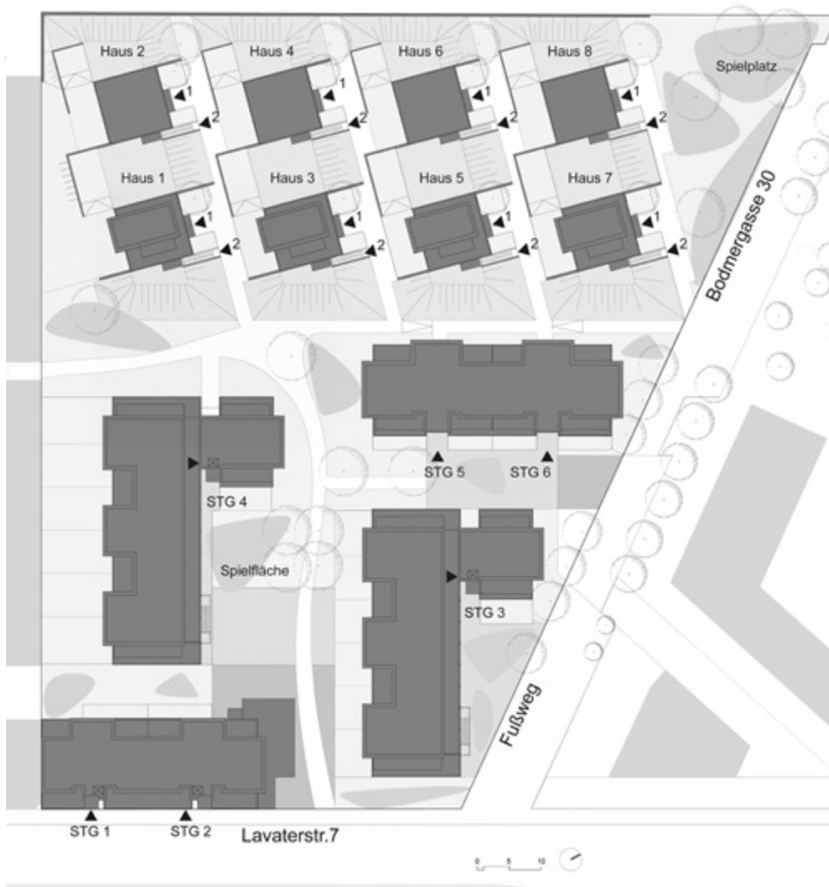 Haus 2
Haus 4
Haus 6
Haus 8
Spielplatz
1
1
1
1
2
2
2
2
Haus 1
Haus 3
Haus 5
Haus 7
1
1
1
1
2
2
2
2
Bodmergasse 30
STG 5
STG 6
STG 4
Spielfläche
STG 3
Fußweg
STG 1
STG 2
Lavaterstr.7
0 5 10